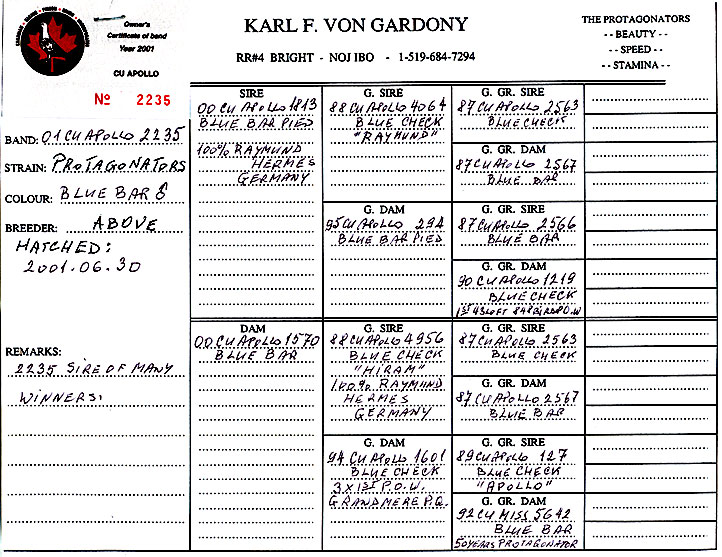 KARL F. VON GARDONY
RR#4 BRIGHT - NOJ IBO - 1-519-684-7294
THE PROTAGONATORS
- - BEAUTY - -
- - SPEED - -
- - STAMINA - -
Owner's
Certificate of band
Year 2001
CU APOLLO
No 2235
BAND: 01 CU APOLLO 2235
STRAIN: PROTAGONATORS
COLOUR: BLUE BAR
BREEDER: ABOVE
HATCHED:
2001.06.30
REMARKS:
2235 SIRE OF MANY
WINNERS!
SIRE
00 CU APOLLO 1813
BLUE BAR PIED
100% RAYMUND
HERMES
GERMANY
DAM
00 CU APOLLO 1570
BLUE BAR
G. SIRE
88 CU APOLLO 4064
BLUE CHECK
"RAYMUND"
G. DAM
95 CU APOLLO 294
BLUE BAR PIED
G. SIRE
88 CU APOLLO 4956
BLUE CHECK
"HIRAM"
100% RAYMUND
HERMES
GERMANY
G. DAM
94 CU APOLLO 1601
BLUE CHECK
3 X 1ST P.O.W.
GRANDMERE P.Q.
G. GR. SIRE
87 CU APOLLO 2563
BLUE CHECK
G. GR. DAM
87 CU APOLLO 2567
BLUE BAR
G. GR. SIRE
87 CU APOLLO 2566
BLUE BAR
G. GR. DAM
90 CU APOLLO 1219
BLUE CHECK
1ST 43 LOFT 848 BIRD P.O.W
G. GR. SIRE
87 CU APOLLO 2563
BLUE CHECK
G. GR. DAM
87 CU APOLLO 2567
BLUE BAR
G. GR. SIRE
89 CU APOLLO 127
BLUE CHECK
"APOLLO"
G. GR. DAM
92 CU MISS 5642
BLUE BAR
50 YEARS PROTAGONATOR